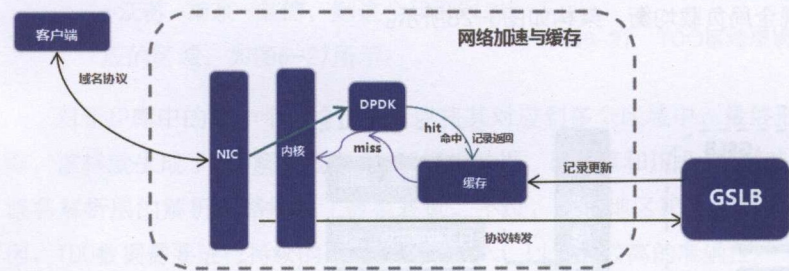 客户端
网络加速与缓存
域名协议
DPDK
NIC
内核
hit
命中
记录返回
miss
缓存
记录更新
GSLB
协议转发